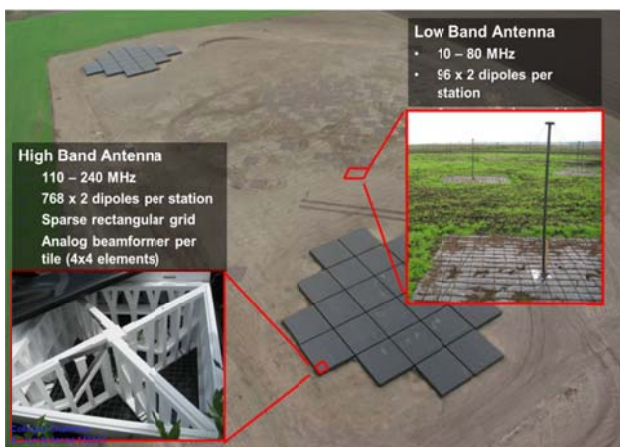 Low Band Antenna
• 10 – 80 MHz
• 96 x 2 dipoles per
station
High Band Antenna
110 – 240 MHz
768 x 2 dipoles per station
Sparse rectangular grid
Analog beamformer per
tile (4x4 elements)